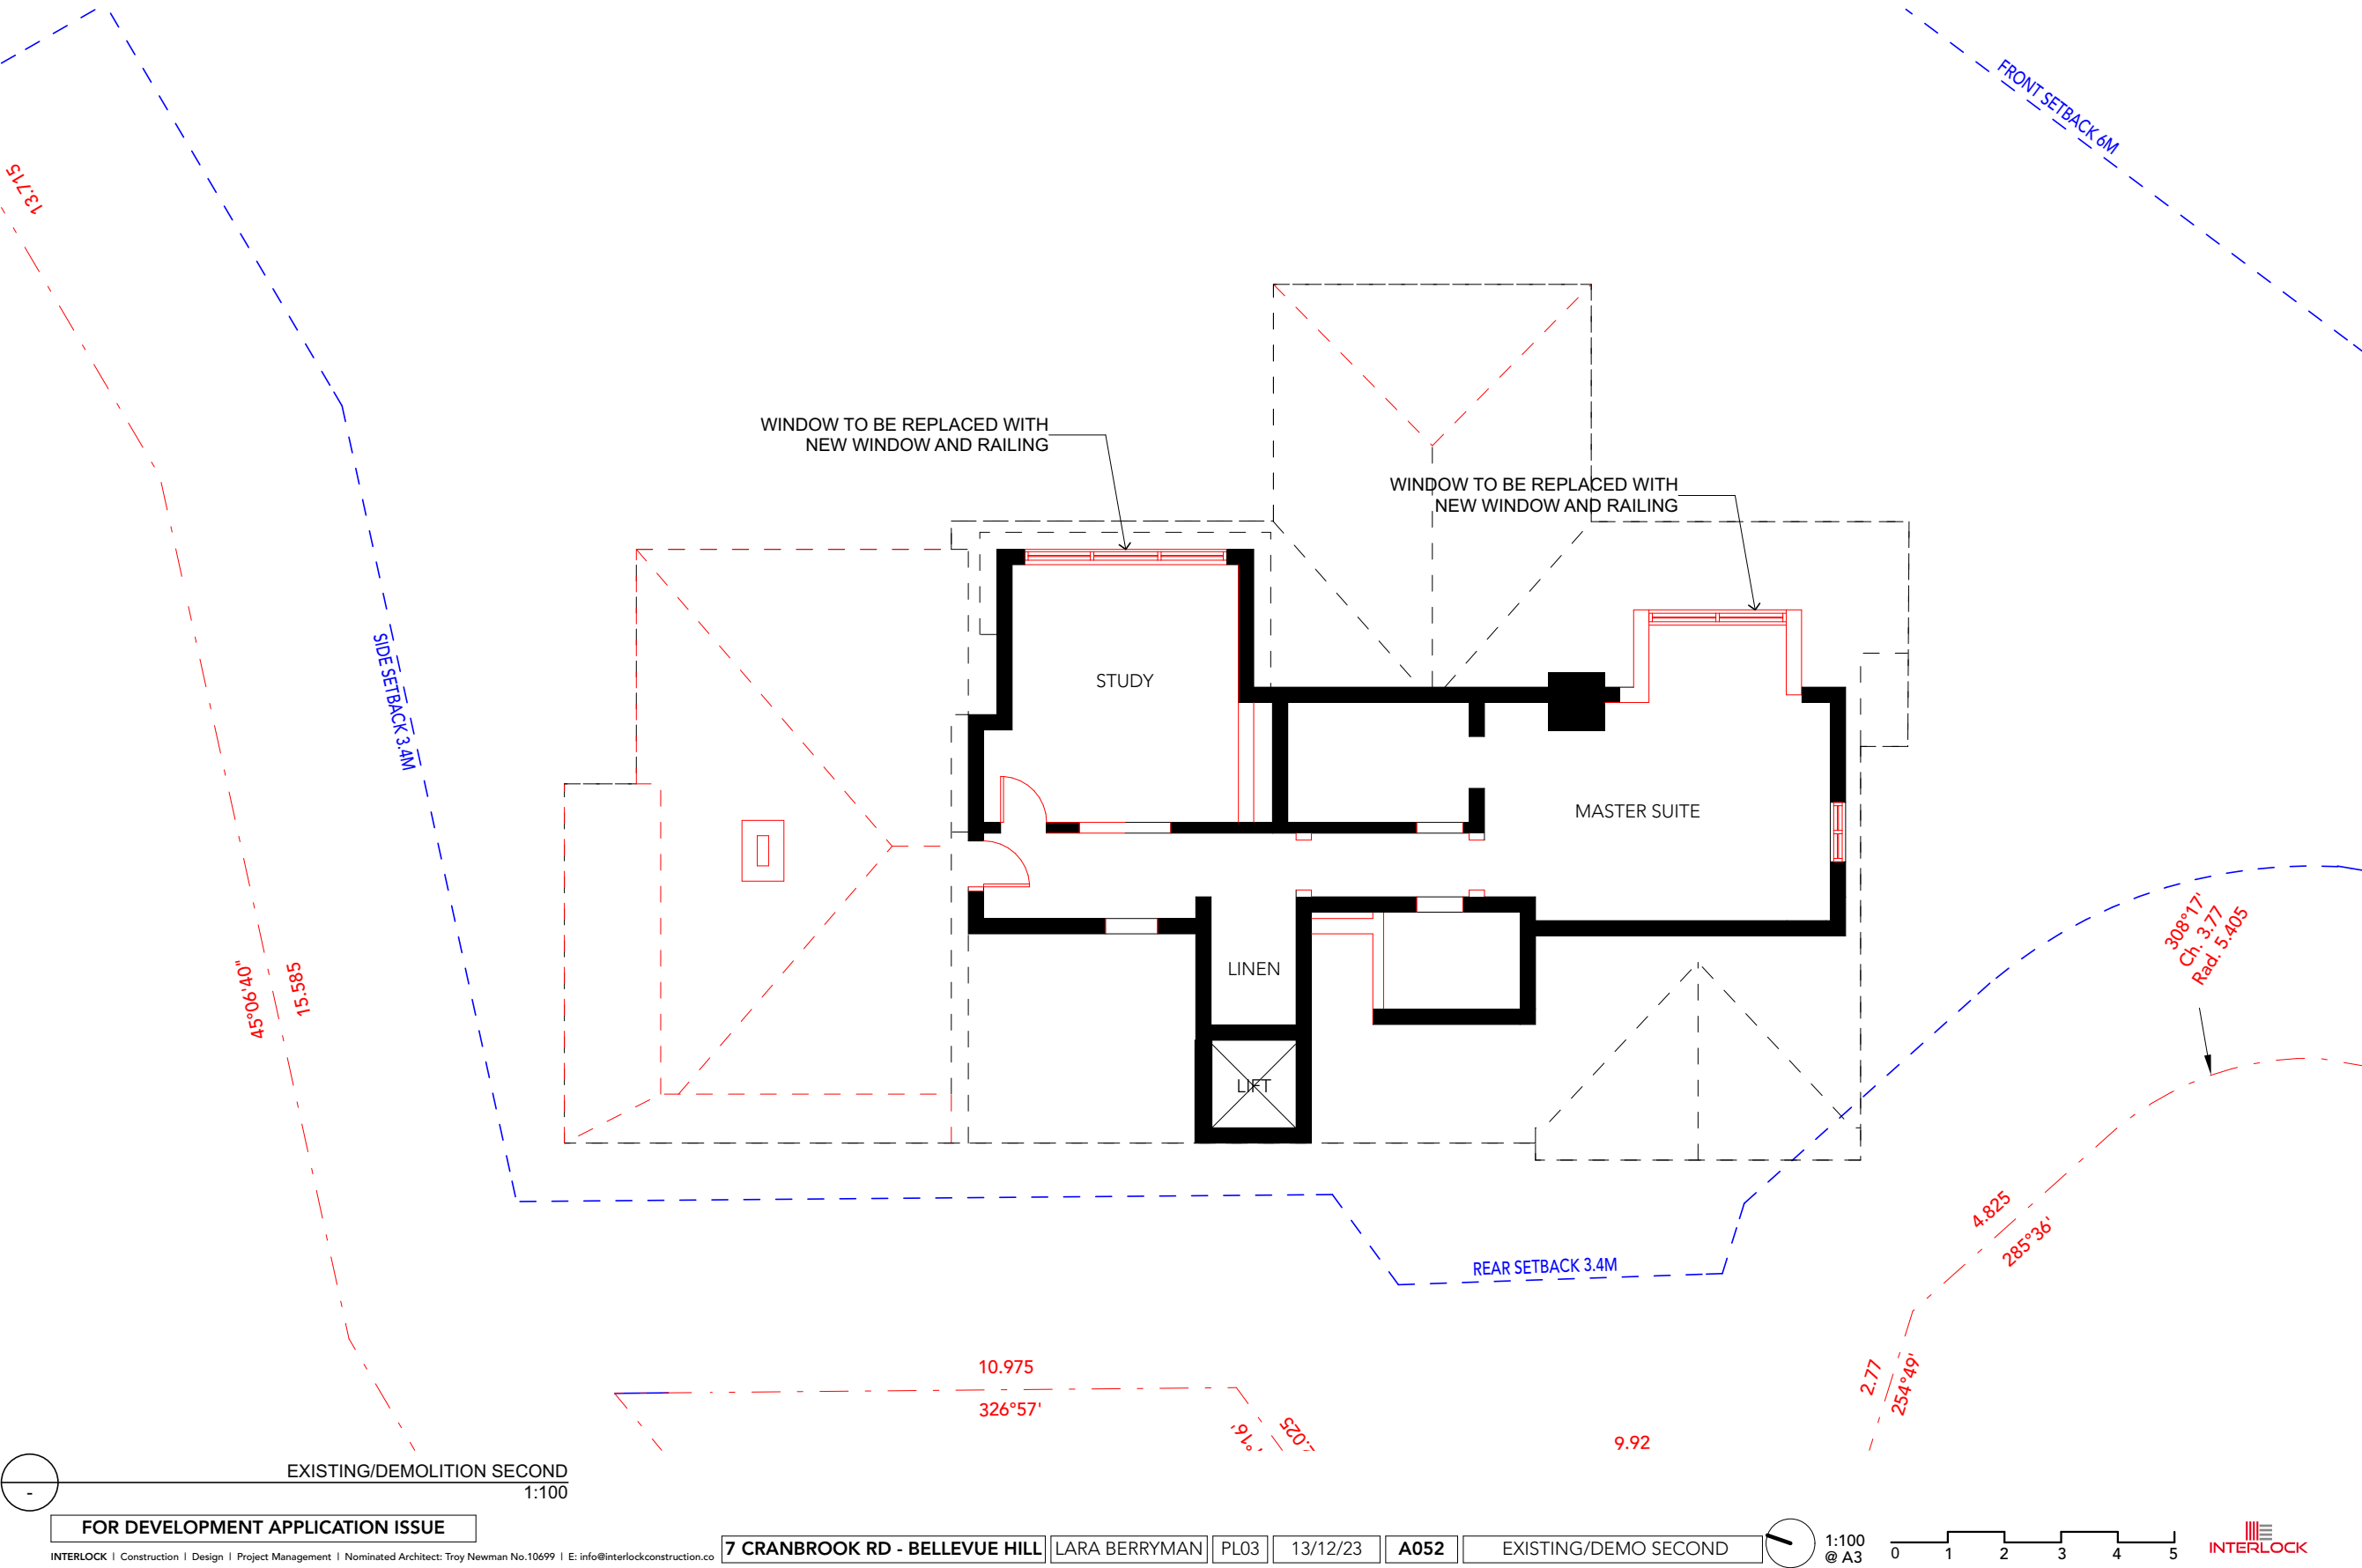 FRONT SETBACK 6M
13.715
WINDOW TO BE REPLACED WITH
NEW WINDOW AND RAILING
WINDOW TO BE REPLACED WITH
NEW WINDOW AND RAILING
SIDE SETBACK 3.4M
STUDY
MASTER SUITE
LINEN
LIFT
45°06'40"
15.585
308°17'
Ch. 3.77
Rad. 5.405
4.825
285°36'
REAR SETBACK 3.4M
2.77
254°49'
10.975
326°57'
9.92
EXISTING/DEMOLITION SECOND
-
1:100
FOR DEVELOPMENT APPLICATION ISSUE
INTERLOCK | Construction | Design | Project Management | Nominated Architect: Troy Newman No.10699 | E: info@interlockconstruction.co
7 CRANBROOK RD - BELLEVUE HILL
LARA BERRYMAN
PL03
13/12/23
A052
EXISTING/DEMO SECOND
1:100
@ A3
0 1 2 3 4 5
INTERLOCK